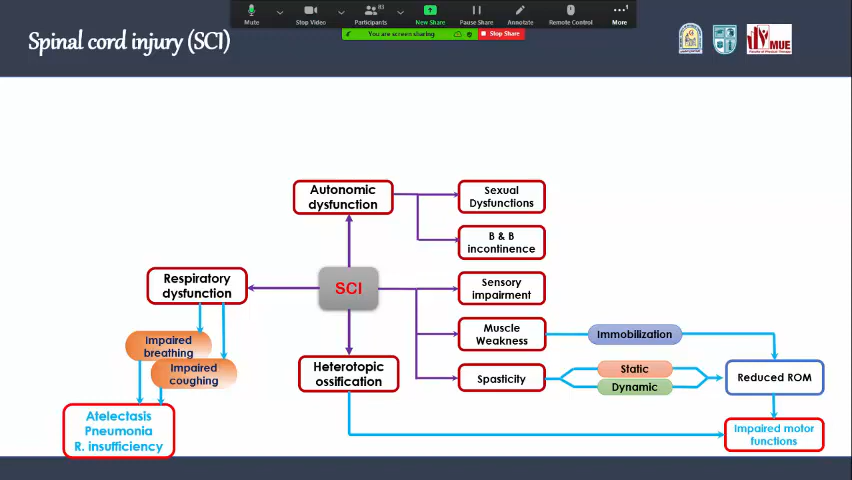 Mute
Stop Video
Participants
83
New Share
Pause Share
Annotate
Remote Control
More
1
You are screen sharing
Stop Share
Spinal cord injury (SCI)
MUE
Autonomic
dysfunction
Sexual
Dysfunctions
B & B
incontinence
Respiratory
dysfunction
SCI
Sensory
impairment
Muscle
Weakness
Immobilization
Impaired
breathing
Impaired
coughing
Heterotopic
ossification
Spasticity
Static
Dynamic
Reduced ROM
Atelectasis
Pneumonia
R. insufficiency
Impaired motor
functions